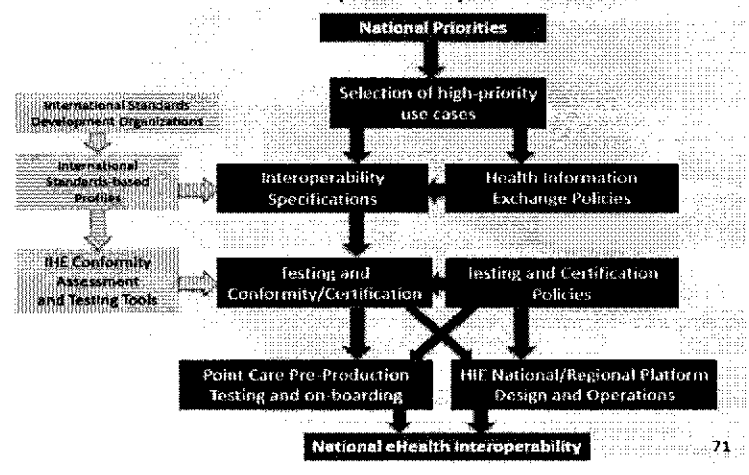 National Priorities
Selection of high-priority
use cases
International Standards
Development Organizations
International
Standards-based
Profiles
Interoperability
Specifications
Health Information
Exchange Policies
IHE Conformity
Assessment
and Testing Tools
Testing and
Conformity/Certification
Testing and Certification
Policies
Point Care Pre-Production
Testing and on-boarding
HIE National/Regional Platform
Design and Operations
National eHealth Interoperability
71